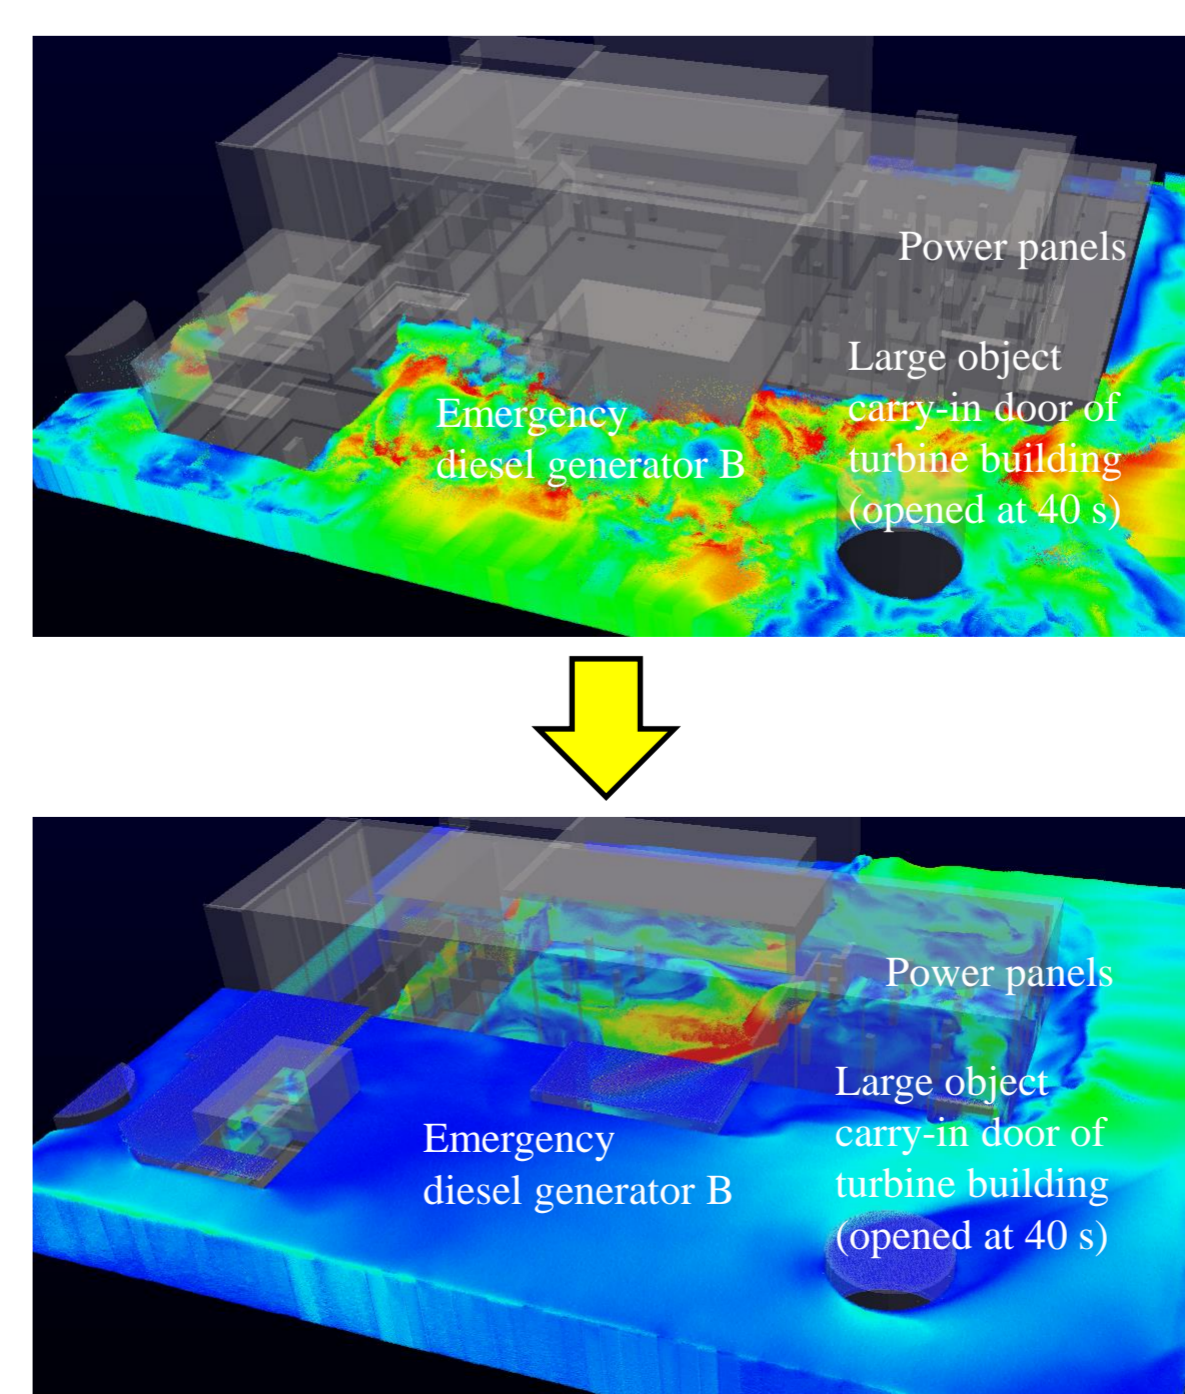 Power panels
Large object
carry-in door of
turbine building
(opened at 40 s)
Emergency
diesel generator B
Power panels
Large object
carry-in door of
turbine building
(opened at 40 s)
Emergency
diesel generator B